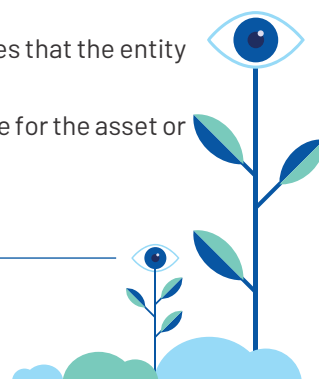 es that the entity
e for the asset or